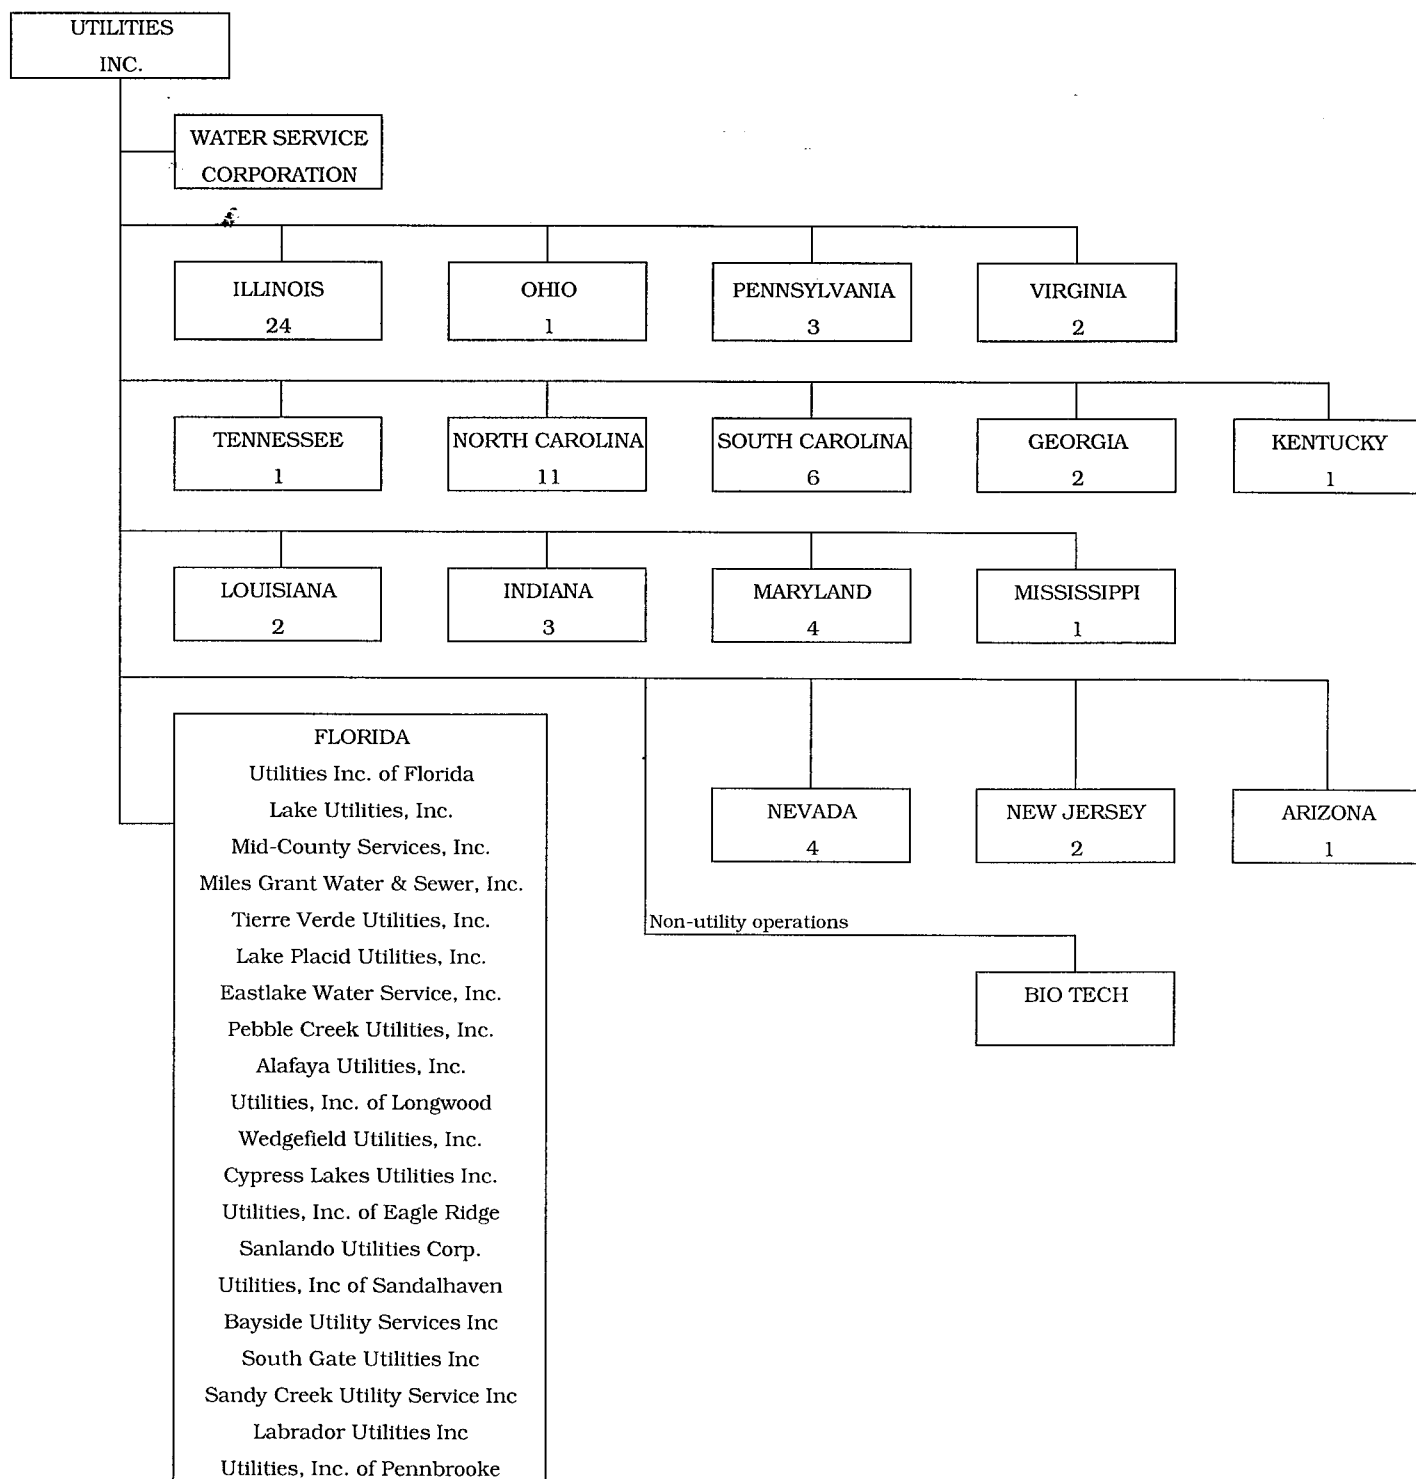 UTILITIES
INC.
WATER SERVICE
CORPORATION
ILLINOIS
24
OHIO
1
PENNSYLVANIA
3
VIRGINIA
2
TENNESSEE
1
NORTH CAROLINA
11
SOUTH CAROLINA
6
GEORGIA
2
KENTUCKY
1
LOUISIANA
2
INDIANA
3
MARYLAND
4
MISSISSIPPI
1
FLORIDA
Utilities Inc. of Florida
Lake Utilities, Inc.
Mid-County Services, Inc.
Miles Grant Water & Sewer, Inc.
Tierre Verde Utilities, Inc.
Lake Placid Utilities, Inc.
Eastlake Water Service, Inc.
Pebble Creek Utilities, Inc.
Alafaya Utilities, Inc.
Utilities, Inc. of Longwood
Wedgefield Utilities, Inc.
Cypress Lakes Utilities Inc.
Utilities, Inc. of Eagle Ridge
Sanlando Utilities Corp.
Utilities, Inc of Sandalhaven
Bayside Utility Services Inc
South Gate Utilities Inc
Sandy Creek Utility Service Inc
Labrador Utilities Inc
Utilities, Inc. of Pennbrooke
NEVADA
4
NEW JERSEY
2
ARIZONA
1
Non-utility operations
BIO TECH